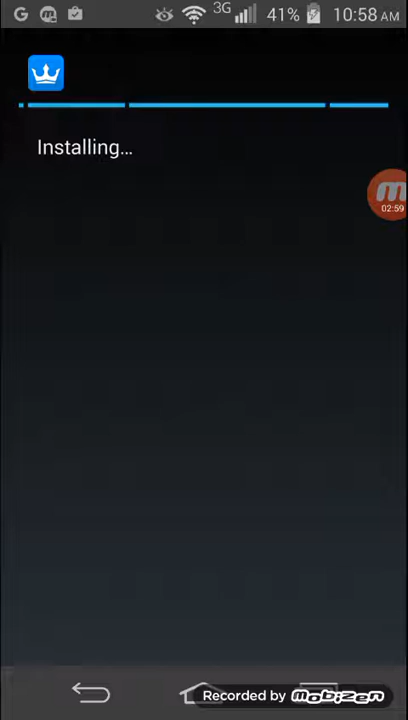 G 3G 41% 10:58 AM
Installing...
m
02:59
Recorded by mobizen